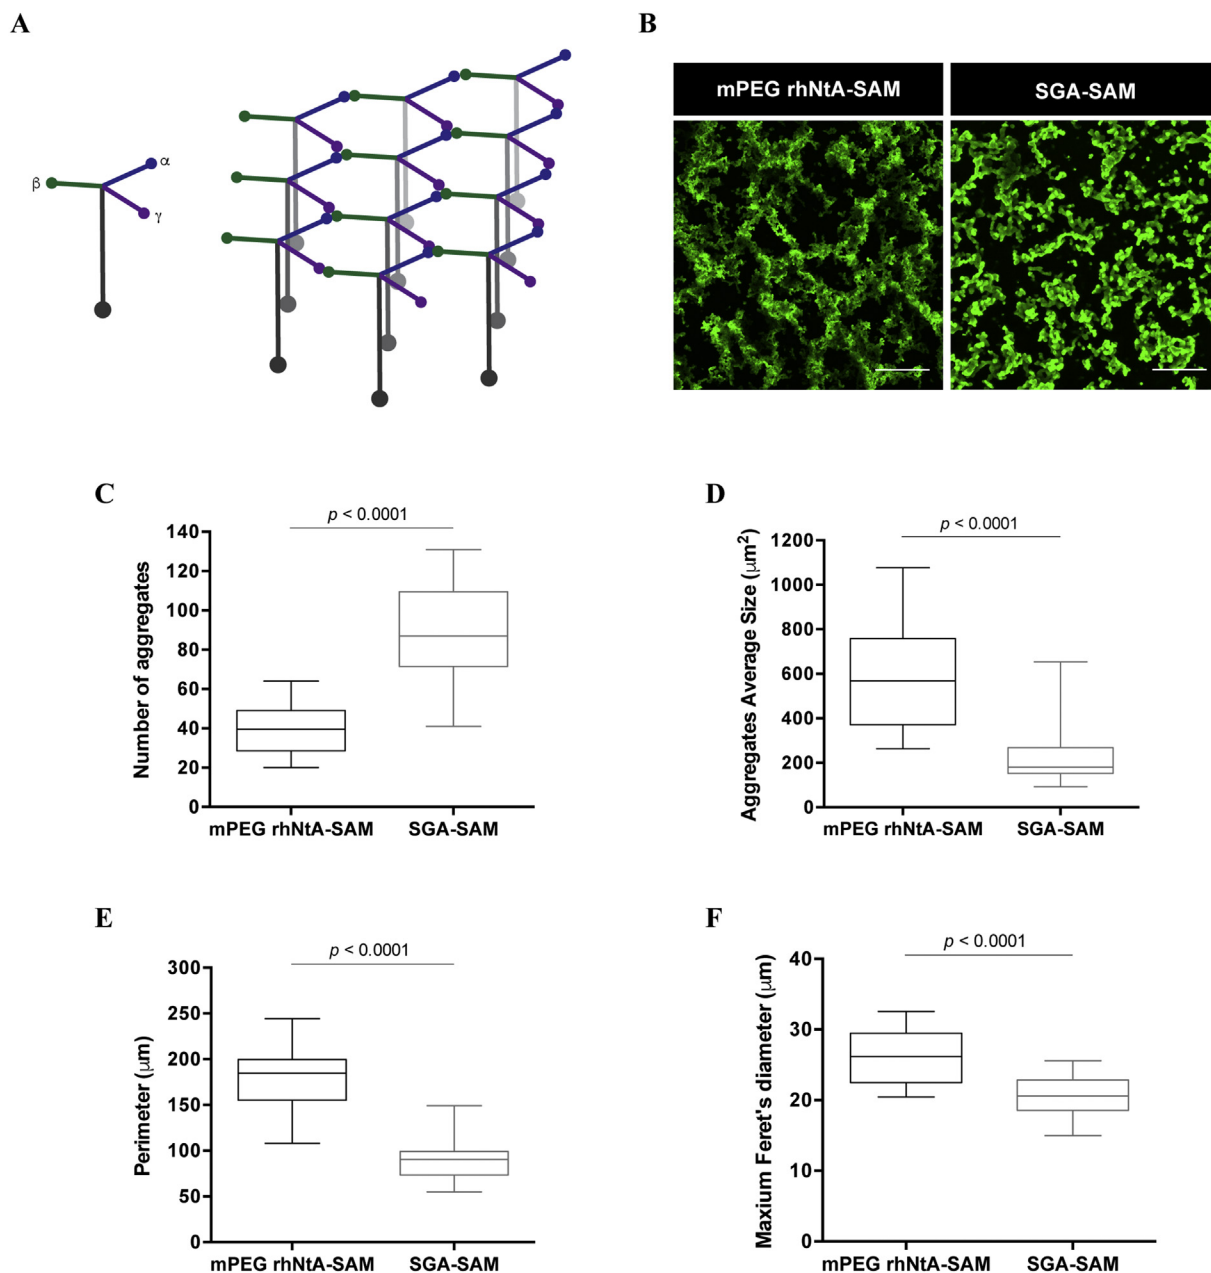 A
B
mPEG rhNtA-SAM
SGA-SAM
α
β
γ
C
D
p < 0.0001
p < 0.0001
Number of aggregates
140
120
100
80
60
40
20
0
mPEG rhNtA-SAM
SGA-SAM
Aggregates Average Size (μm²)
1200
1000
800
600
400
200
0
mPEG rhNtA-SAM
SGA-SAM
E
F
p < 0.0001
p < 0.0001
Perimeter (μm)
300
250
200
150
100
50
0
mPEG rhNtA-SAM
SGA-SAM
Maxium Feret's diameter (μm)
40
30
20
10
0
mPEG rhNtA-SAM
SGA-SAM